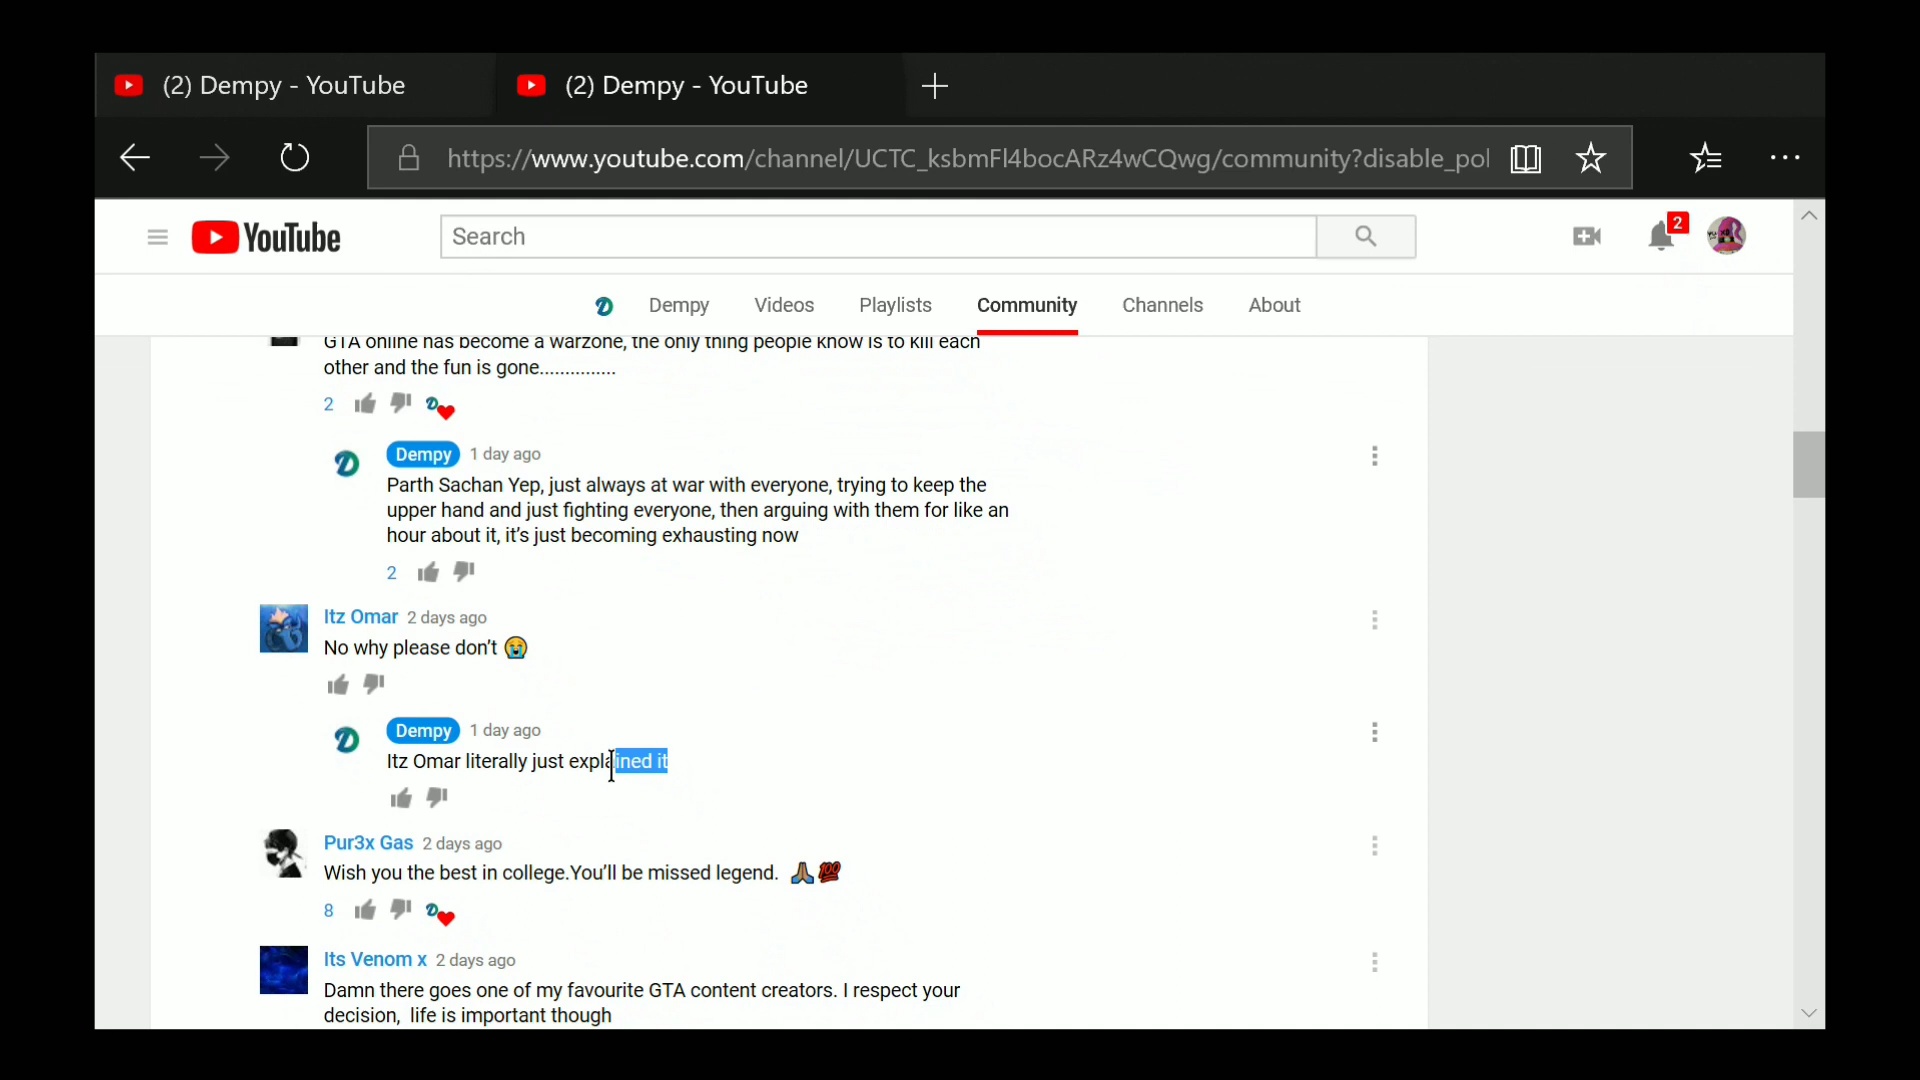 (2) Dempy - YouTube
(2) Dempy - YouTube
https://www.youtube.com/channel/UCTC_ksbmFl4bocARz4wCQwg/community?disable_pol
YouTube
Search
2
Dempy
Videos
Playlists
Community
Channels
About
GTA online has become a warzone, the only thing people know is to kill each
other and the fun is gone...............
2
Dempy 1 day ago
Parth Sachan Yep, just always at war with everyone, trying to keep the
upper hand and just fighting everyone, then arguing with them for like an
hour about it, it's just becoming exhausting now
2
Itz Omar 2 days ago
No why please don't 😭
Dempy 1 day ago
Itz Omar literally just explained it
Pur3x Gas 2 days ago
Wish you the best in college.You'll be missed legend. 🙏🏽💯
8
Its Venom x 2 days ago
Damn there goes one of my favourite GTA content creators. I respect your
decision, life is important though